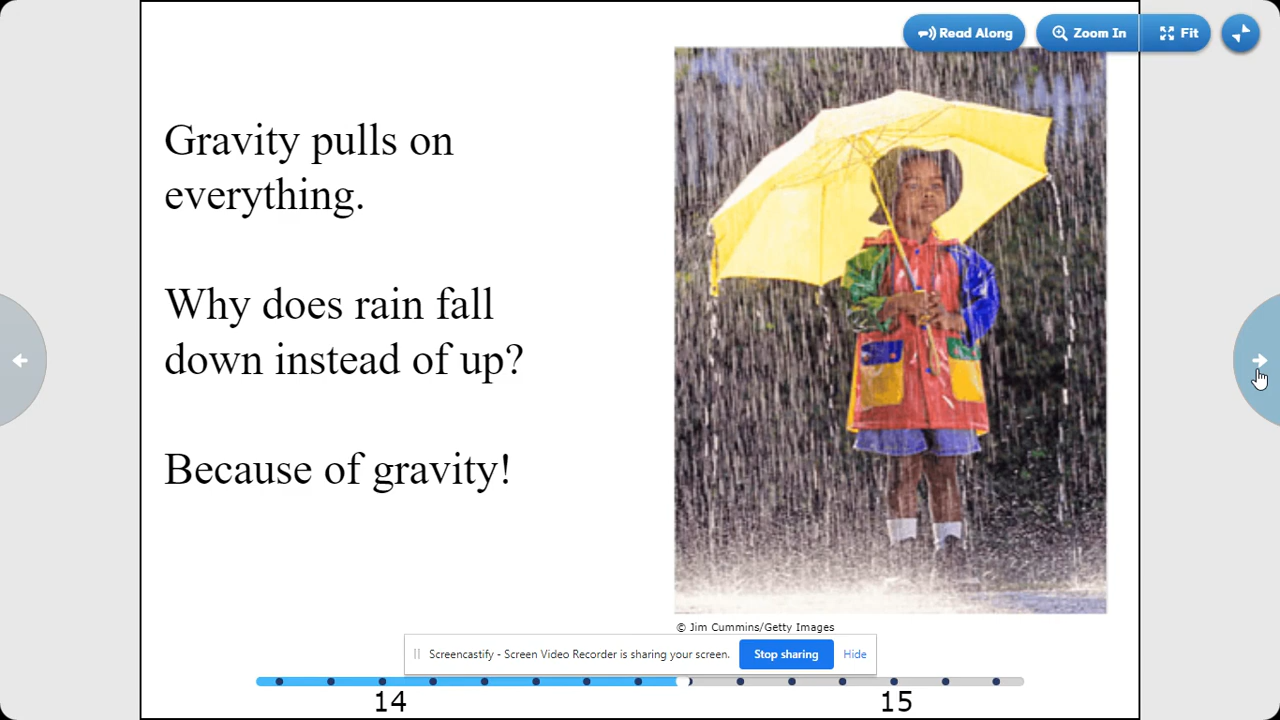 Read Along
Zoom In
Fit
Gravity pulls on
everything.
Why does rain fall
down instead of up?
Because of gravity!
© Jim Cummins/Getty Images
Screencastify - Screen Video Recorder is sharing your screen.
Stop sharing
Hide
14
15